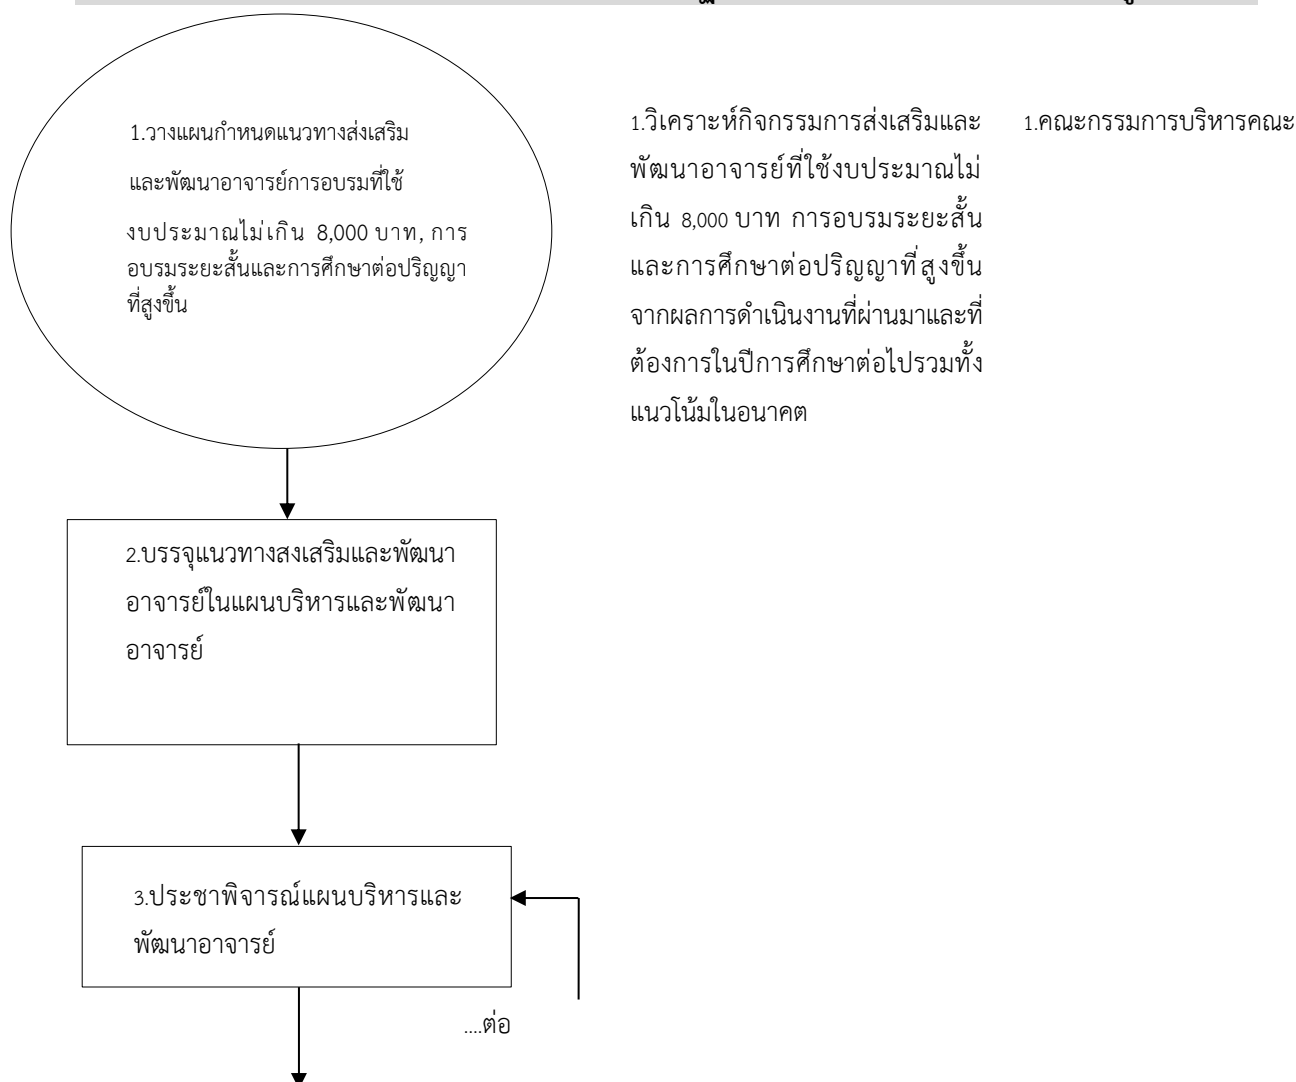 1.วางแผนกำหนดแนวทางส่งเสริม
และพัฒนาอาจารย์การอบรมที่ใช้
งบประมาณไม่เกิน 8,000 บาท, การ
อบรมระยะสั้นและการศึกษาต่อปริญญา
ที่สูงขึ้น
1.วิเคราะห์กิจกรรมการส่งเสริมและ
พัฒนาอาจารย์ที่ใช้งบประมาณไม่
เกิน 8,000 บาท การอบรมระยะสั้น
และการศึกษาต่อปริญญาที่สูงขึ้น
จากผลการดำเนินงานที่ผ่านมาและที่
ต้องการในปีการศึกษาต่อไปรวมทั้ง
แนวโน้มในอนาคต
1.คณะกรรมการบริหารคณะ
2.บรรจุแนวทางสงเสริมและพัฒนา
อาจารย์ในแผนบริหารและพัฒนา
อาจารย์
3.ประชาพิจารณ์แผนบริหารและ
พัฒนาอาจารย์
....ต่อ